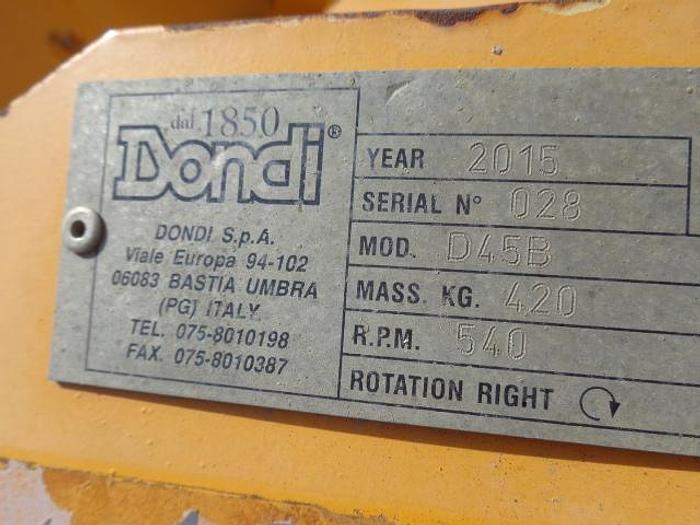 dal 1850
Dondi®
DONDI S.p.A.
Viale Europa 94-102
06083 BASTIA UMBRA
(PG) ITALY
TEL. 075-8010198
FAX. 075-8010387
YEAR 2015
SERIAL N° 028
MOD. D45B
MASS. KG. 420
R.P.M. 540
ROTATION RIGHT